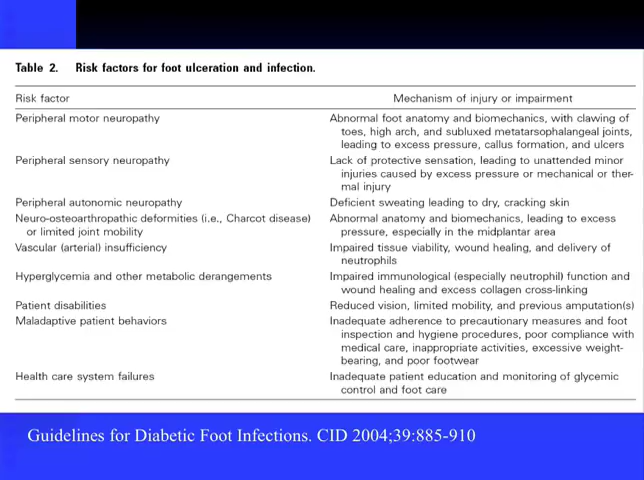 Table 2. Risk factors for foot ulceration and infection.
Risk factor Mechanism of injury or impairment
Peripheral motor neuropathy Abnormal foot anatomy and biomechanics, with clawing of
toes, high arch, and subluxed metatarsophalangeal joints,
leading to excess pressure, callus formation, and ulcers
Peripheral sensory neuropathy Lack of protective sensation, leading to unattended minor
injuries caused by excess pressure or mechanical or ther-
mal injury
Peripheral autonomic neuropathy Deficient sweating leading to dry, cracking skin
Neuro-osteoarthropathic deformities (i.e., Charcot disease) Abnormal anatomy and biomechanics, leading to excess
or limited joint mobility pressure, especially in the midplantar area
Vascular (arterial) insufficiency Impaired tissue viability, wound healing, and delivery of
neutrophils
Hyperglycemia and other metabolic derangements Impaired immunological (especially neutrophil) function and
wound healing and excess collagen cross-linking
Patient disabilities Reduced vision, limited mobility, and previous amputation(s)
Maladaptive patient behaviors Inadequate adherence to precautionary measures and foot
inspection and hygiene procedures, poor compliance with
medical care, inappropriate activities, excessive weight-
bearing, and poor footwear
Health care system failures Inadequate patient education and monitoring of glycemic
control and foot care
Guidelines for Diabetic Foot Infections. CID 2004;39:885-910